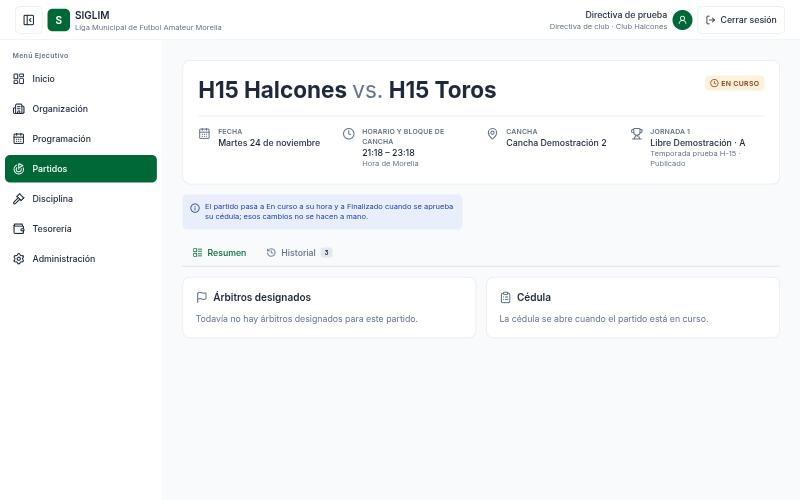 S
SIGLIM
Liga Municipal de Futbol Amateur Morelia
Directiva de prueba
Directiva de club · Club Halcones
Cerrar sesión
Menú Ejecutivo
Inicio
Organización
Programación
Partidos
Disciplina
Tesorería
Administración
H15 Halcones vs. H15 Toros
EN CURSO
FECHA
Martes 24 de noviembre
HORARIO Y BLOQUE DE
CANCHA
21:18 – 23:18
Hora de Morelia
CANCHA
Cancha Demostración 2
JORNADA 1
Libre Demostración · A
Temporada prueba H-15 ·
Publicado
El partido pasa a En curso a su hora y a Finalizado cuando se aprueba
su cédula; esos cambios no se hacen a mano.
Resumen
Historial 3
Árbitros designados
Todavía no hay árbitros designados para este partido.
Cédula
La cédula se abre cuando el partido está en curso.